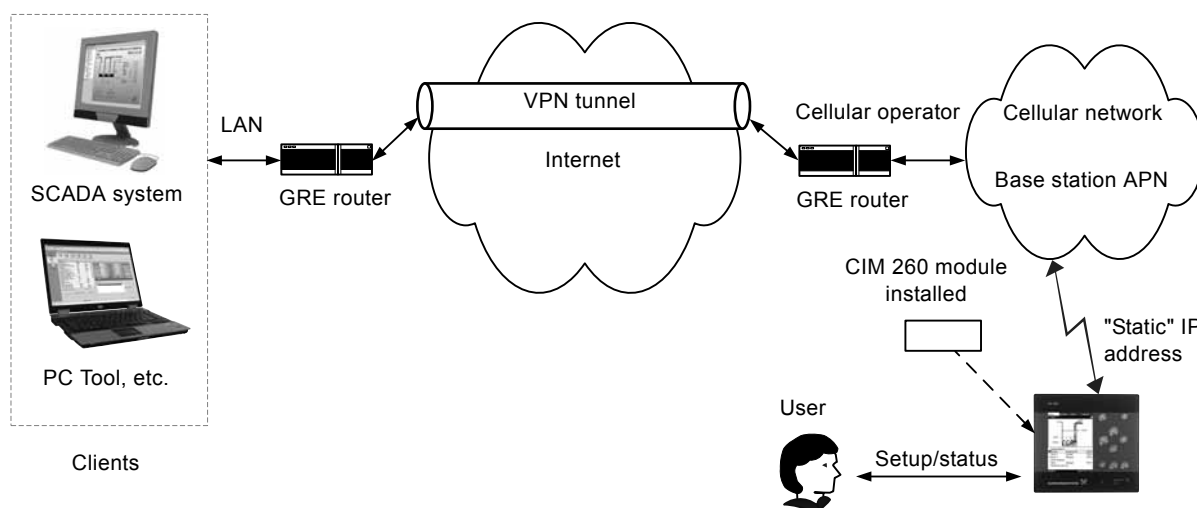 LAN
SCADA system
PC Tool, etc.
Clients
GRE router
VPN tunnel
Internet
Cellular operator
GRE router
Cellular network
Base station APN
CIM 260 module
installed
"Static" IP
address
User
Setup/status